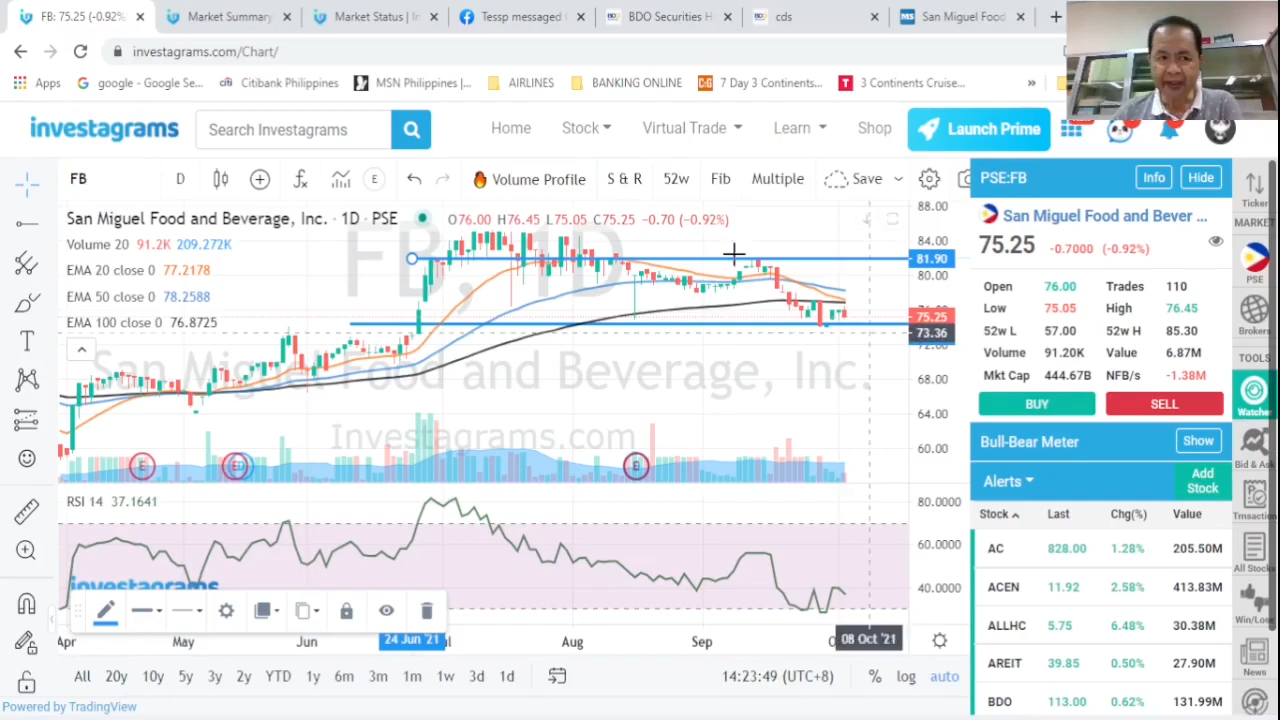 FB: 75.25 (-0.92%
Market Summary
Market Status | In
Tessp messaged
BDO Securities H
cds
San Miguel Food
investagrams.com/Chart/
Apps
google - Google Se...
Citibank Philippines
MSN Philippines |...
AIRLINES
BANKING ONLINE
7 Day 3 Continents...
3 Continents Cruise...
»
investagrams
Search Investagrams
Home
Stock
Virtual Trade
Learn
Shop
Launch Prime
FB
D
E
Volume Profile
S & R
52w
Fib
Multiple
Save
San Miguel Food and Beverage, Inc. · 1D · PSE
O76.00 H76.45 L75.05 C75.25 -0.70 (-0.92%)
Volume 20 91.2K 209.272K
EMA 20 close 0 77.2178
EMA 50 close 0 78.2588
EMA 100 close 0 76.8725
FB, 1D
San Miguel Food and Beverage, Inc.
Investagrams.com
88.00
84.00
81.90
80.00
75.25
73.36
72.00
68.00
64.00
60.00
E
E D
E
RSI 14 37.1641
80.0000
60.0000
40.0000
investagrams
Apr
May
Jun
24 Jun '21
Aug
Sep
08 Oct '21
All
20y
10y
5y
3y
2y
YTD
1y
6m
3m
1m
1w
3d
1d
14:23:49 (UTC+8)
%
log
auto
Powered by TradingView
PSE:FB
Info
Hide
San Miguel Food and Bever ...
75.25 -0.7000 (-0.92%)
Open 76.00 Trades 110
Low 75.05 High 76.45
52w L 57.00 52w H 85.30
Volume 91.20K Value 6.87M
Mkt Cap 444.67B NFB/s -1.38M
BUY
SELL
Bull-Bear Meter
Show
Alerts
Add Stock
Stock Last Chg(%) Value
AC 828.00 1.28% 205.50M
ACEN 11.92 2.58% 413.83M
ALLHC 5.75 6.48% 30.38M
AREIT 39.85 0.50% 27.90M
BDO 113.00 0.62% 131.99M
Ticker
MARKET
PSE
Brokers
TOOLS
Watcher
Bid & Ask
All Stocks
Win/Lose
News